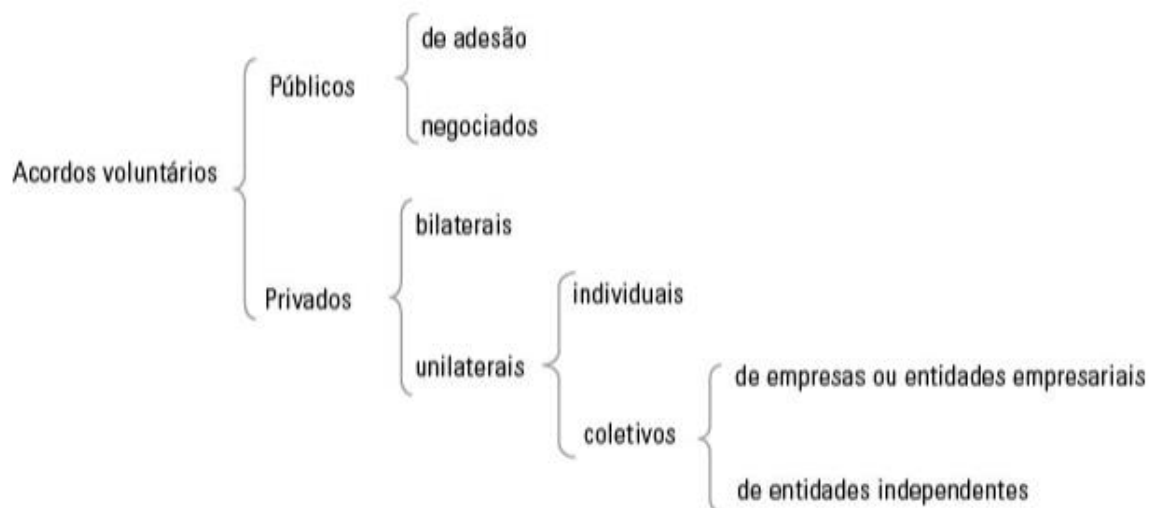 de adesão
Públicos
negociados
Acordos voluntários
bilaterais
Privados
individuais
unilaterais
de empresas ou entidades empresariais
coletivos
de entidades independentes